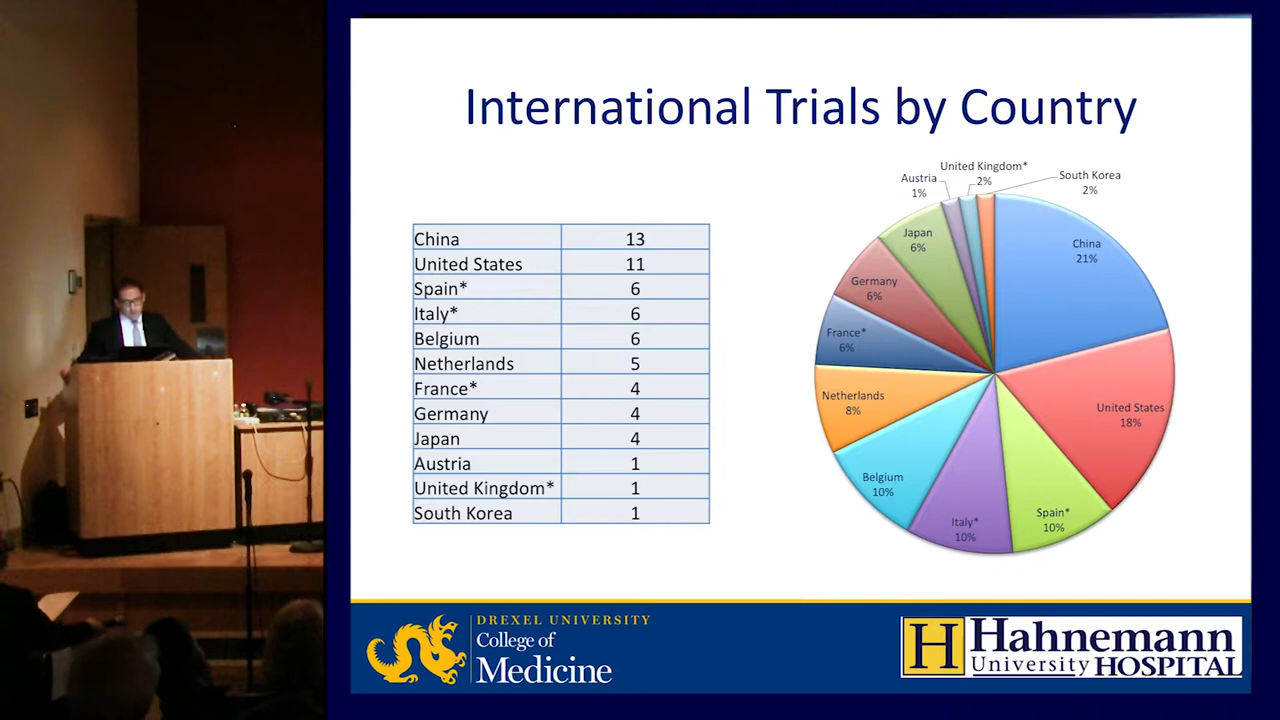 International Trials by Country
China 13
United States 11
Spain* 6
Italy* 6
Belgium 6
Netherlands 5
France* 4
Germany 4
Japan 4
Austria 1
United Kingdom* 1
South Korea 1
United Kingdom*
2%
South Korea
2%
Austria
1%
Japan
6%
China
21%
Germany
6%
France*
6%
Netherlands
8%
United States
18%
Belgium
10%
Spain*
10%
Italy*
10%
DREXEL UNIVERSITY
College of
Medicine
H
Hahnemann
University HOSPITAL